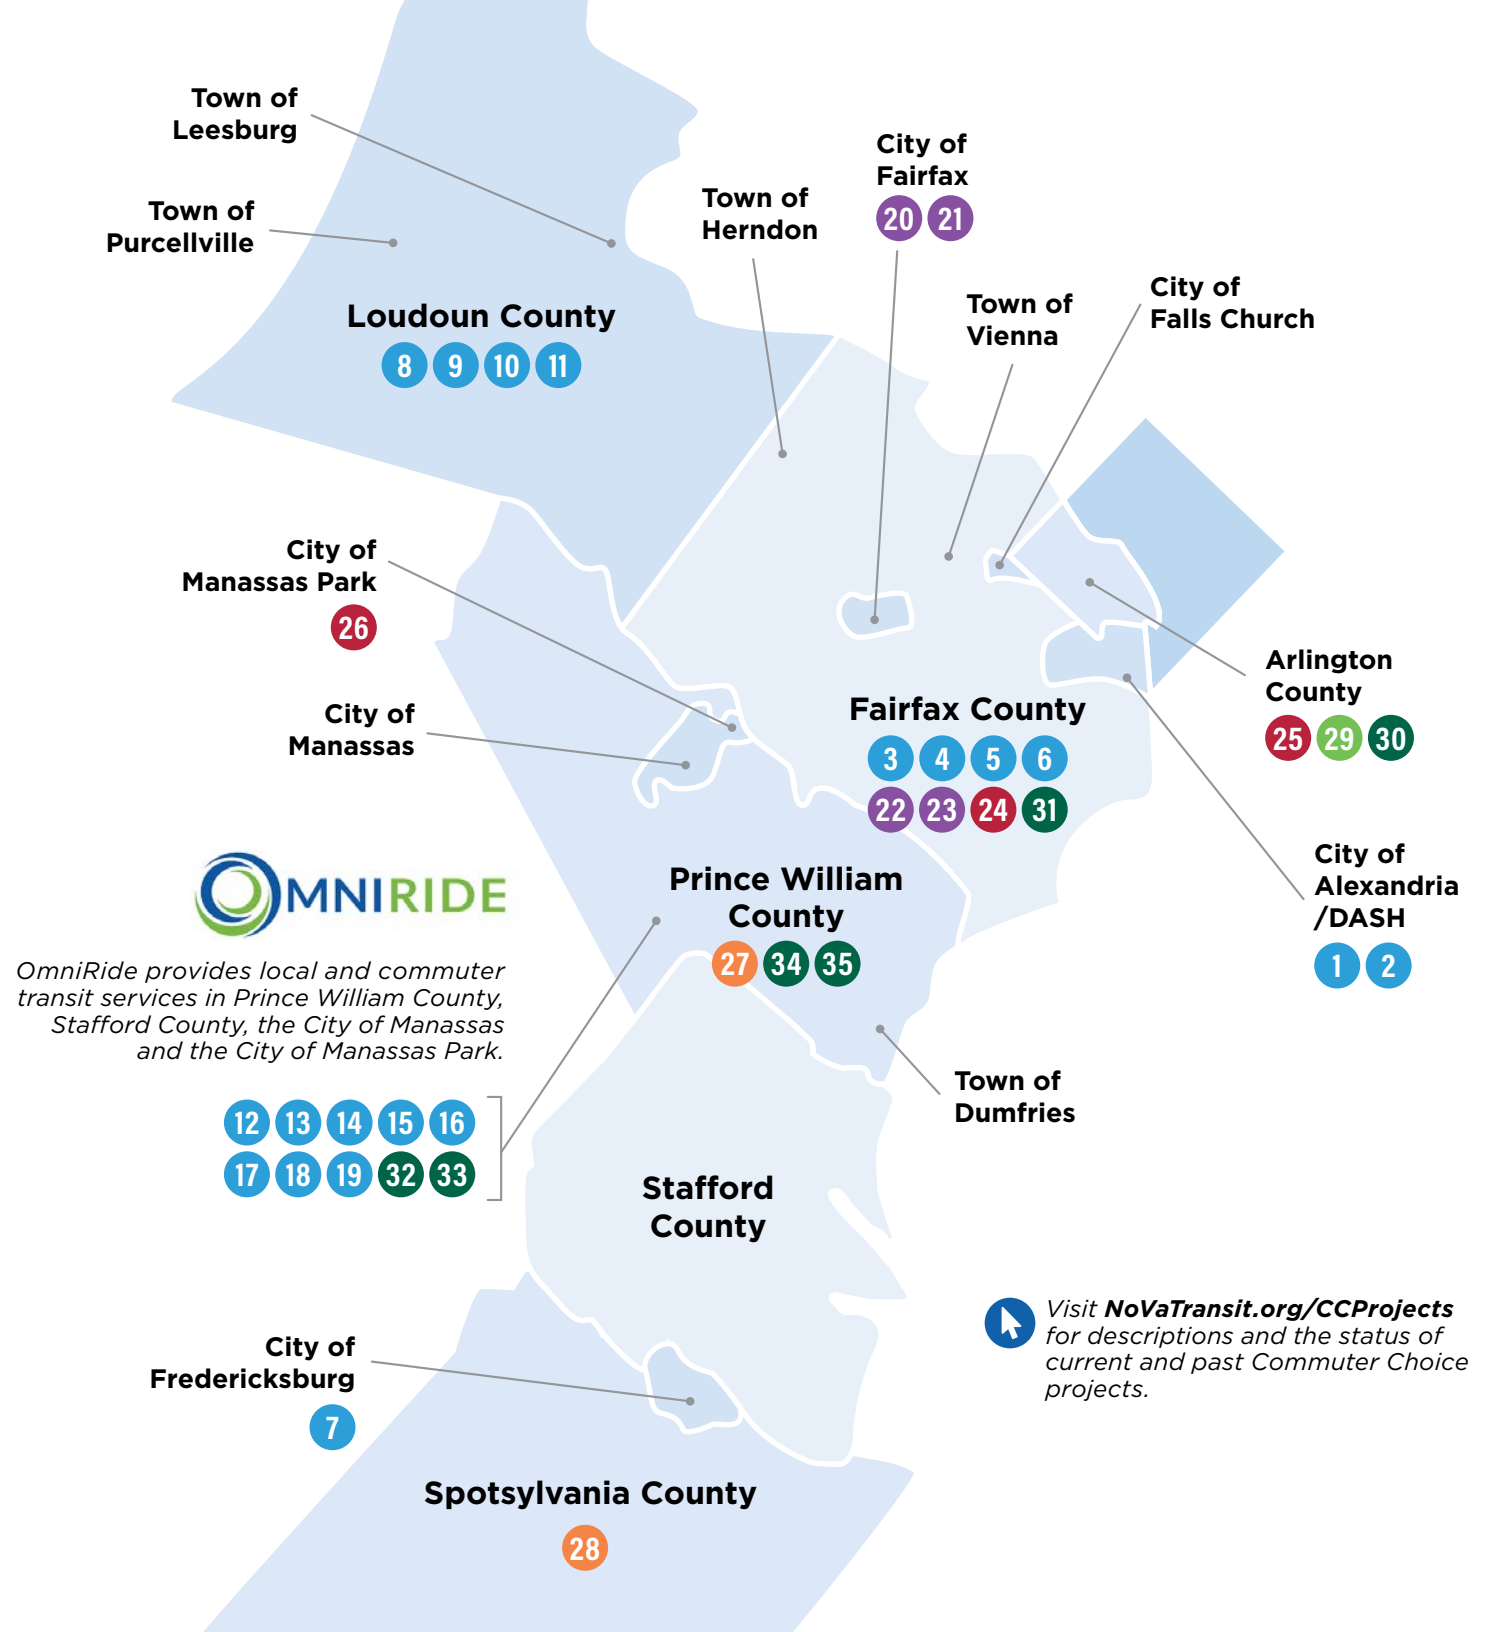 Town of
Leesburg
Town of
Purcellville
Loudoun County
8 9 10 11
Town of
Herndon
City of
Fairfax
20 21
Town of
Vienna
City of
Falls Church
City of
Manassas Park
26
City of
Manassas
Fairfax County
3 4 5 6
22 23 24 31
Arlington
County
25 29 30
City of
Alexandria
/DASH
1 2
Prince William
County
27 34 35
OMNIRIDE
OmniRide provides local and commuter
transit services in Prince William County,
Stafford County, the City of Manassas
and the City of Manassas Park.
12 13 14 15 16
17 18 19 32 33
Town of
Dumfries
Stafford
County
Visit NoVaTransit.org/CCProjects
for descriptions and the status of
current and past Commuter Choice
projects.
City of
Fredericksburg
7
Spotsylvania County
28